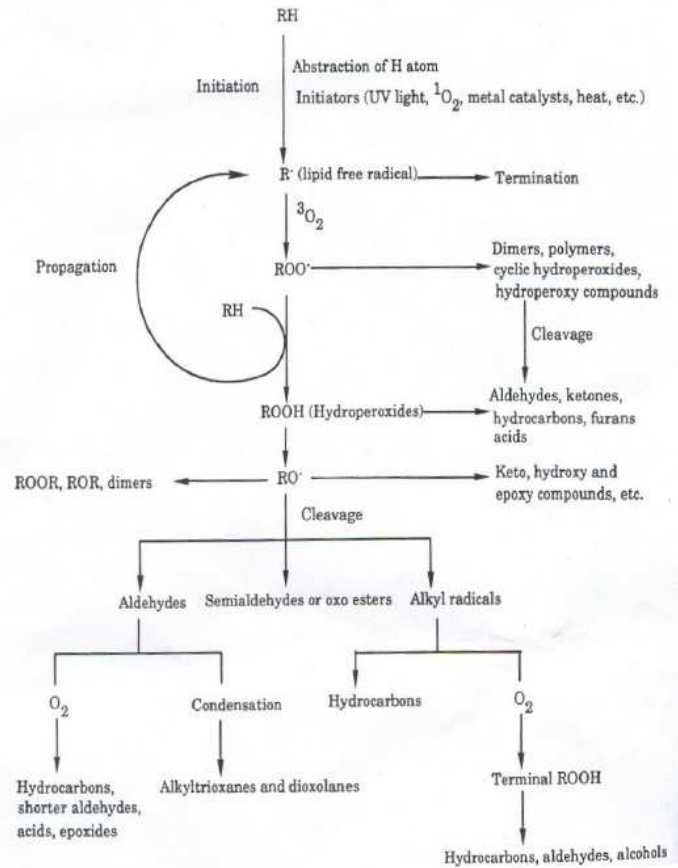 RH
Abstraction of H atom
Initiation
Initiators (UV light, ¹O₂, metal catalysts, heat, etc.)
R· (lipid free radical)
Termination
³O₂
Dimers, polymers,
cyclic hydroperoxides,
hydroperoxy compounds
Propagation
ROO·
RH
Cleavage
ROOH (Hydroperoxides)
Aldehydes, ketones,
hydrocarbons, furans
acids
ROOR, ROR, dimers
RO·
Keto, hydroxy and
epoxy compounds, etc.
Cleavage
Aldehydes
Semialdehydes or oxo esters
Alkyl radicals
O₂
Condensation
Hydrocarbons
O₂
Hydrocarbons,
shorter aldehydes,
acids, epoxides
Alkyltrioxanes and dioxolanes
Terminal ROOH
Hydrocarbons, aldehydes, alcohols